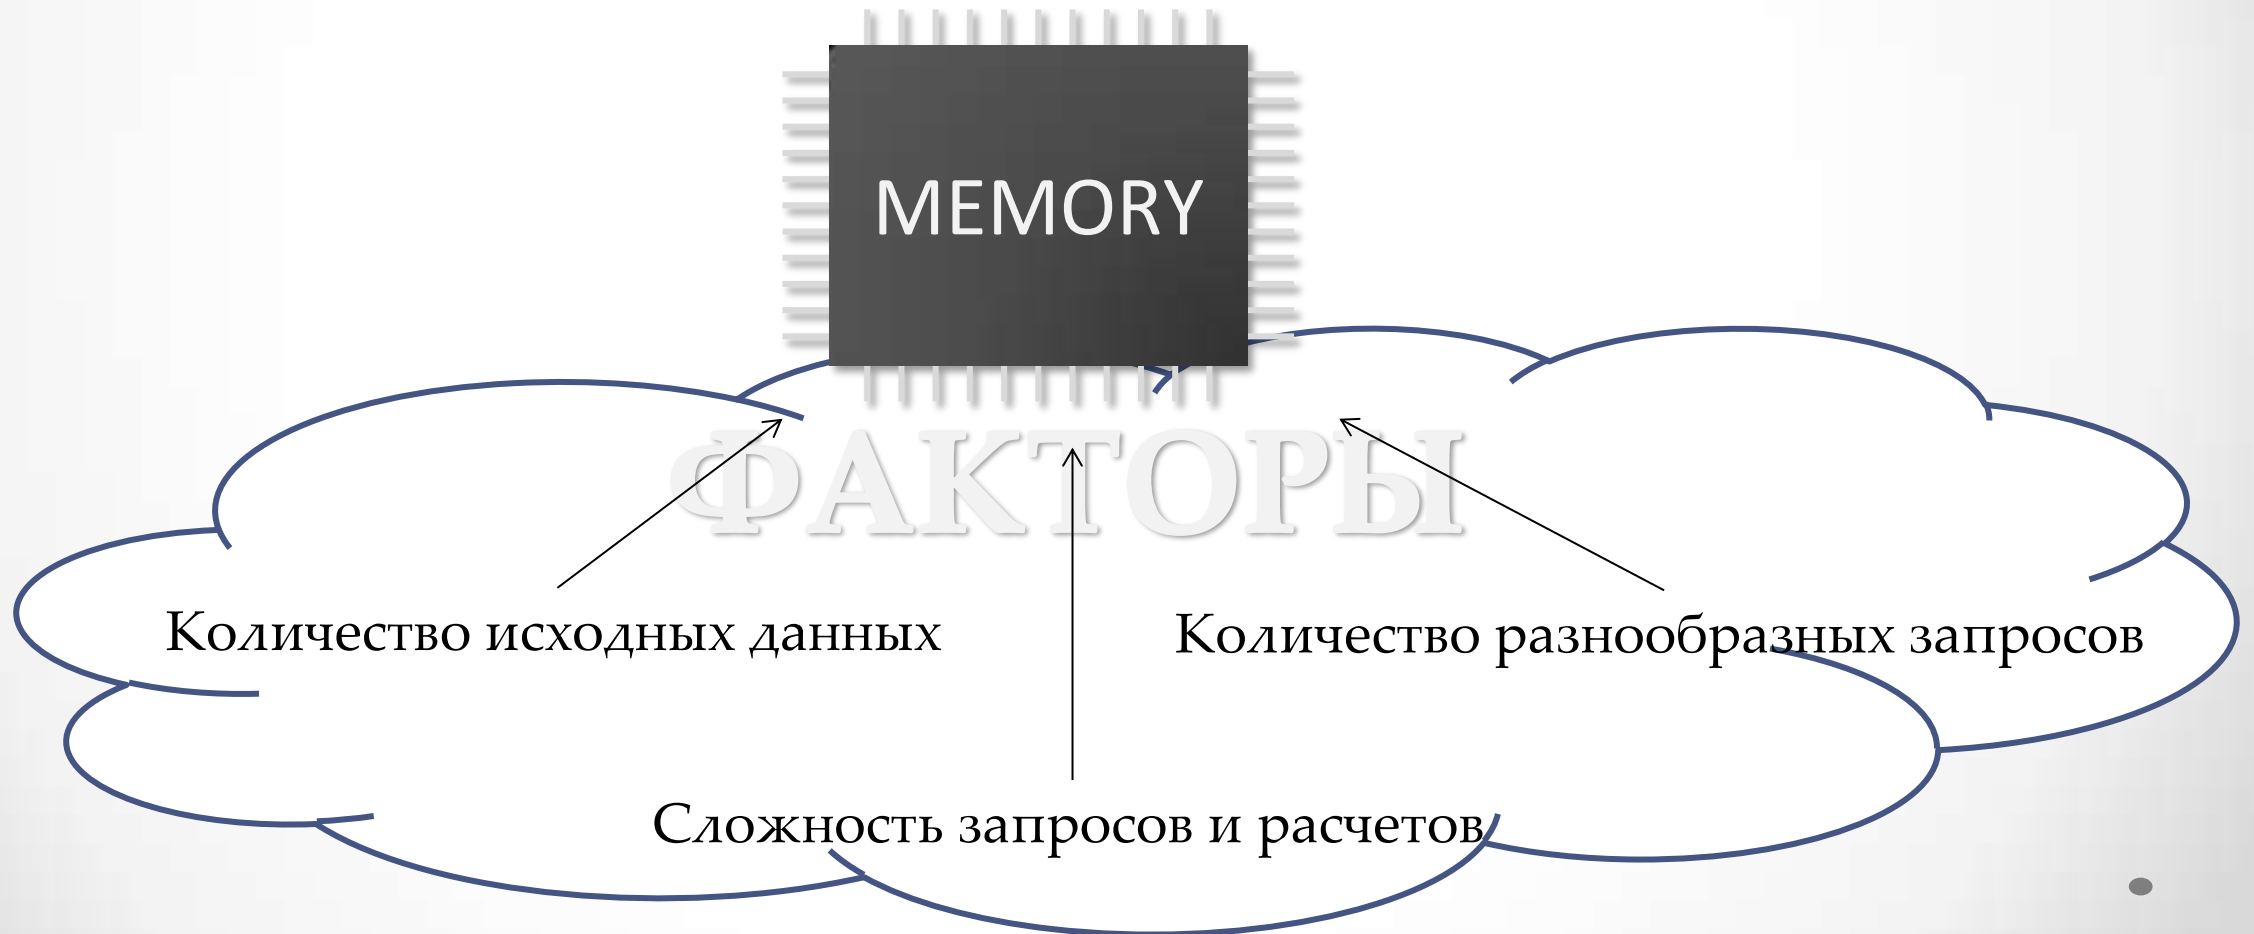 MEMORY
ФАКТОРЫ
Количество исходных данных
Количество разнообразных запросов
Сложность запросов и расчетов